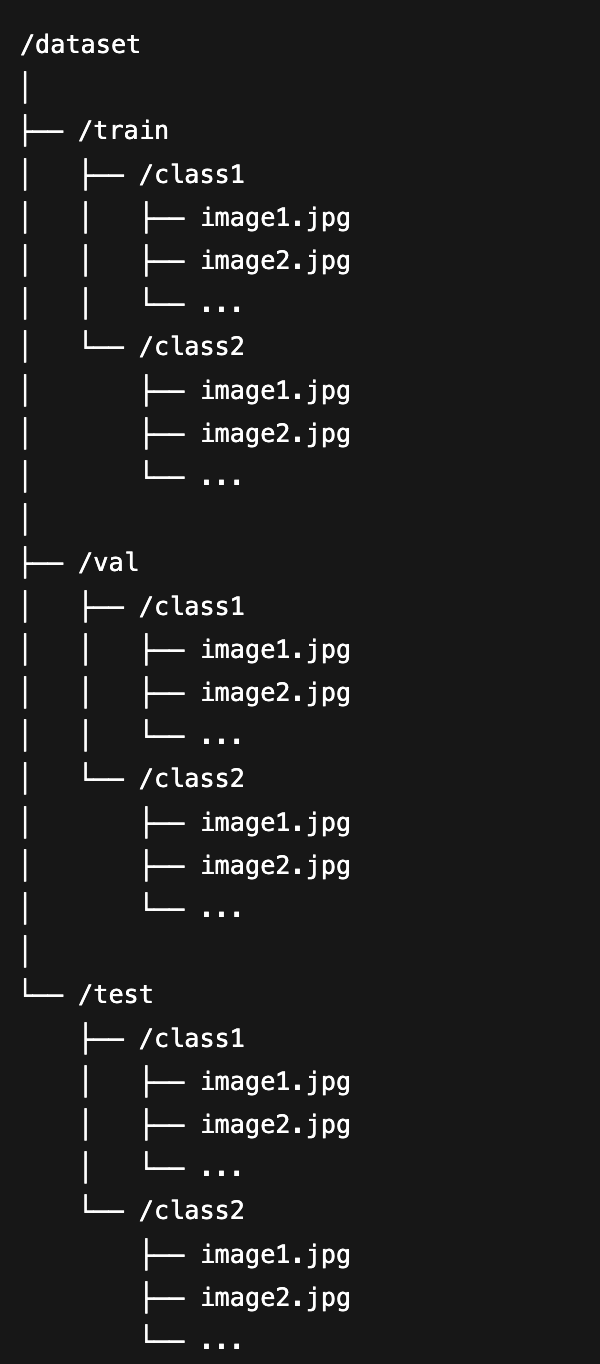 /dataset
│
├── /train
│   ├── /class1
│   │   ├── image1.jpg
│   │   ├── image2.jpg
│   │   └── ...
│   └── /class2
│       ├── image1.jpg
│       ├── image2.jpg
│       └── ...
│
├── /val
│   ├── /class1
│   │   ├── image1.jpg
│   │   ├── image2.jpg
│   │   └── ...
│   └── /class2
│       ├── image1.jpg
│       ├── image2.jpg
│       └── ...
│
└── /test
    ├── /class1
    │   ├── image1.jpg
    │   ├── image2.jpg
    │   └── ...
    └── /class2
        ├── image1.jpg
        ├── image2.jpg
        └── ...